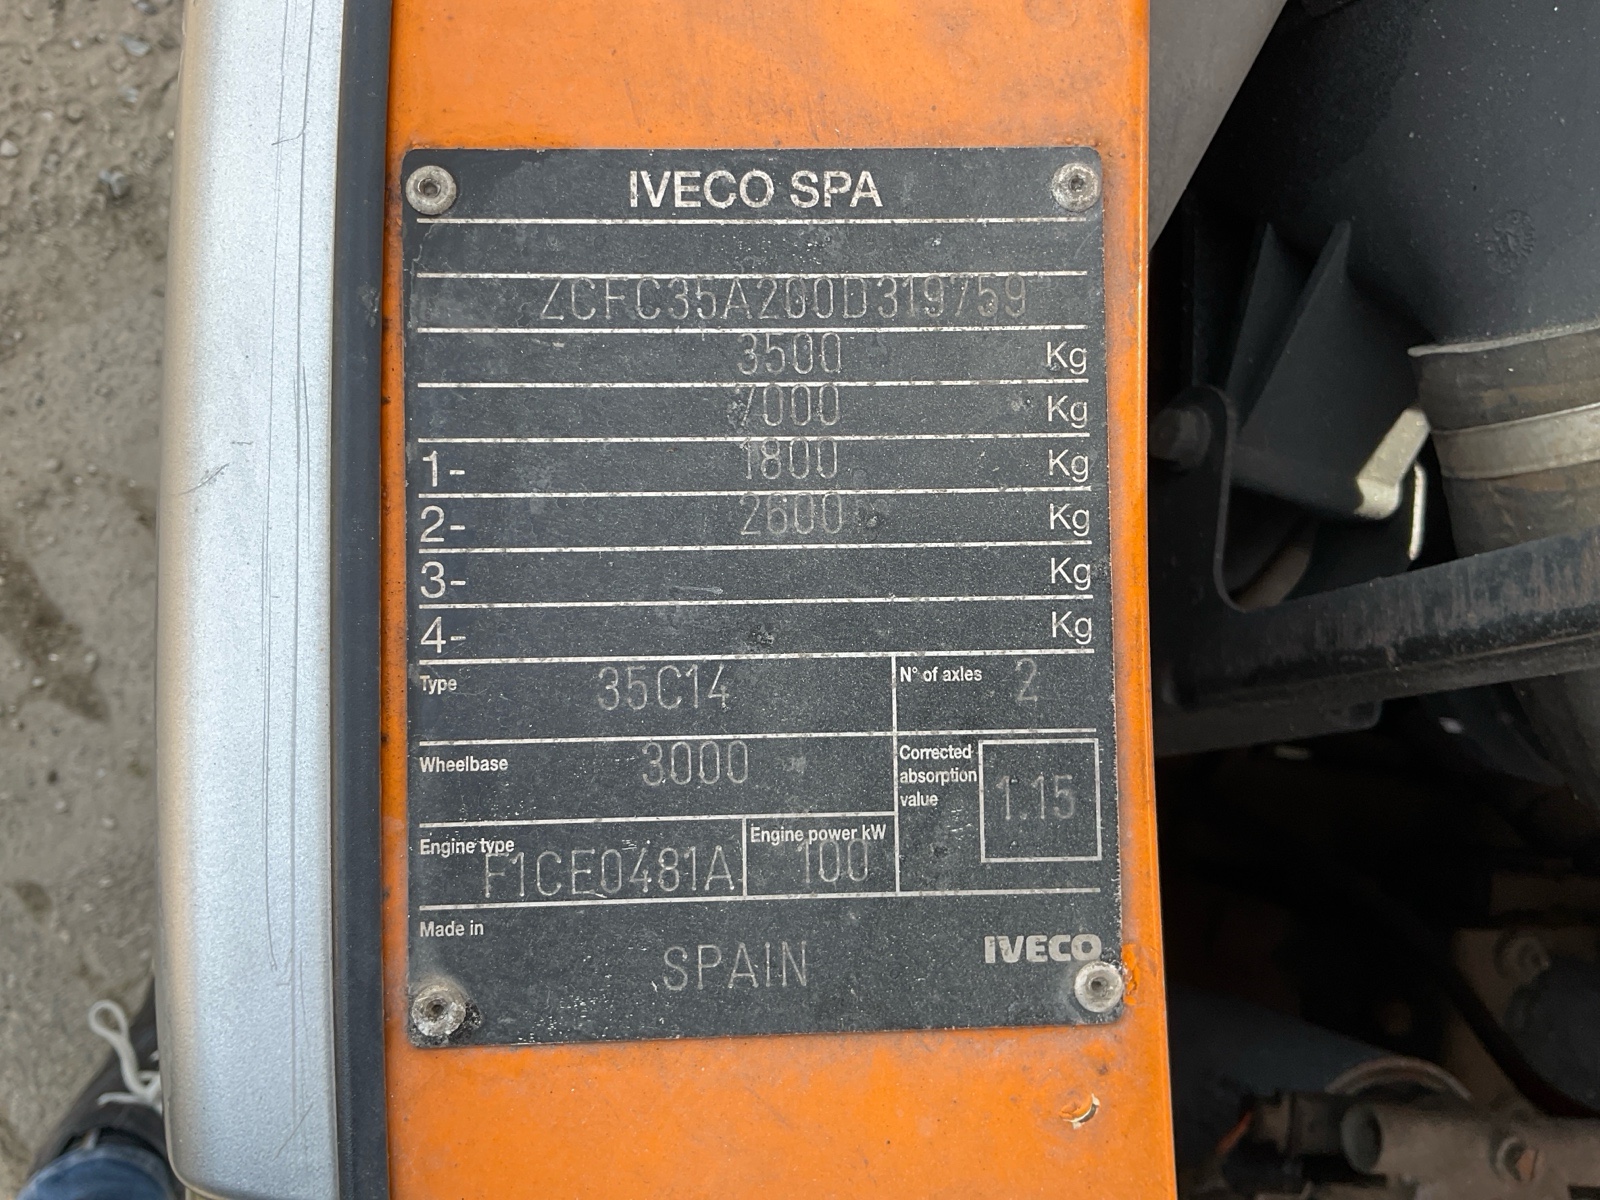 IVECO SPA
ZCFC35A200D319759
3500 Kg
7000 Kg
1- 1800 Kg
2- 2600 Kg
3- Kg
4- Kg
Type 35C14 N° of axles 2
Wheelbase 3000 Corrected absorption value 1.15
Engine type F1CE0481A Engine power kW 100
Made in SPAIN IVECO